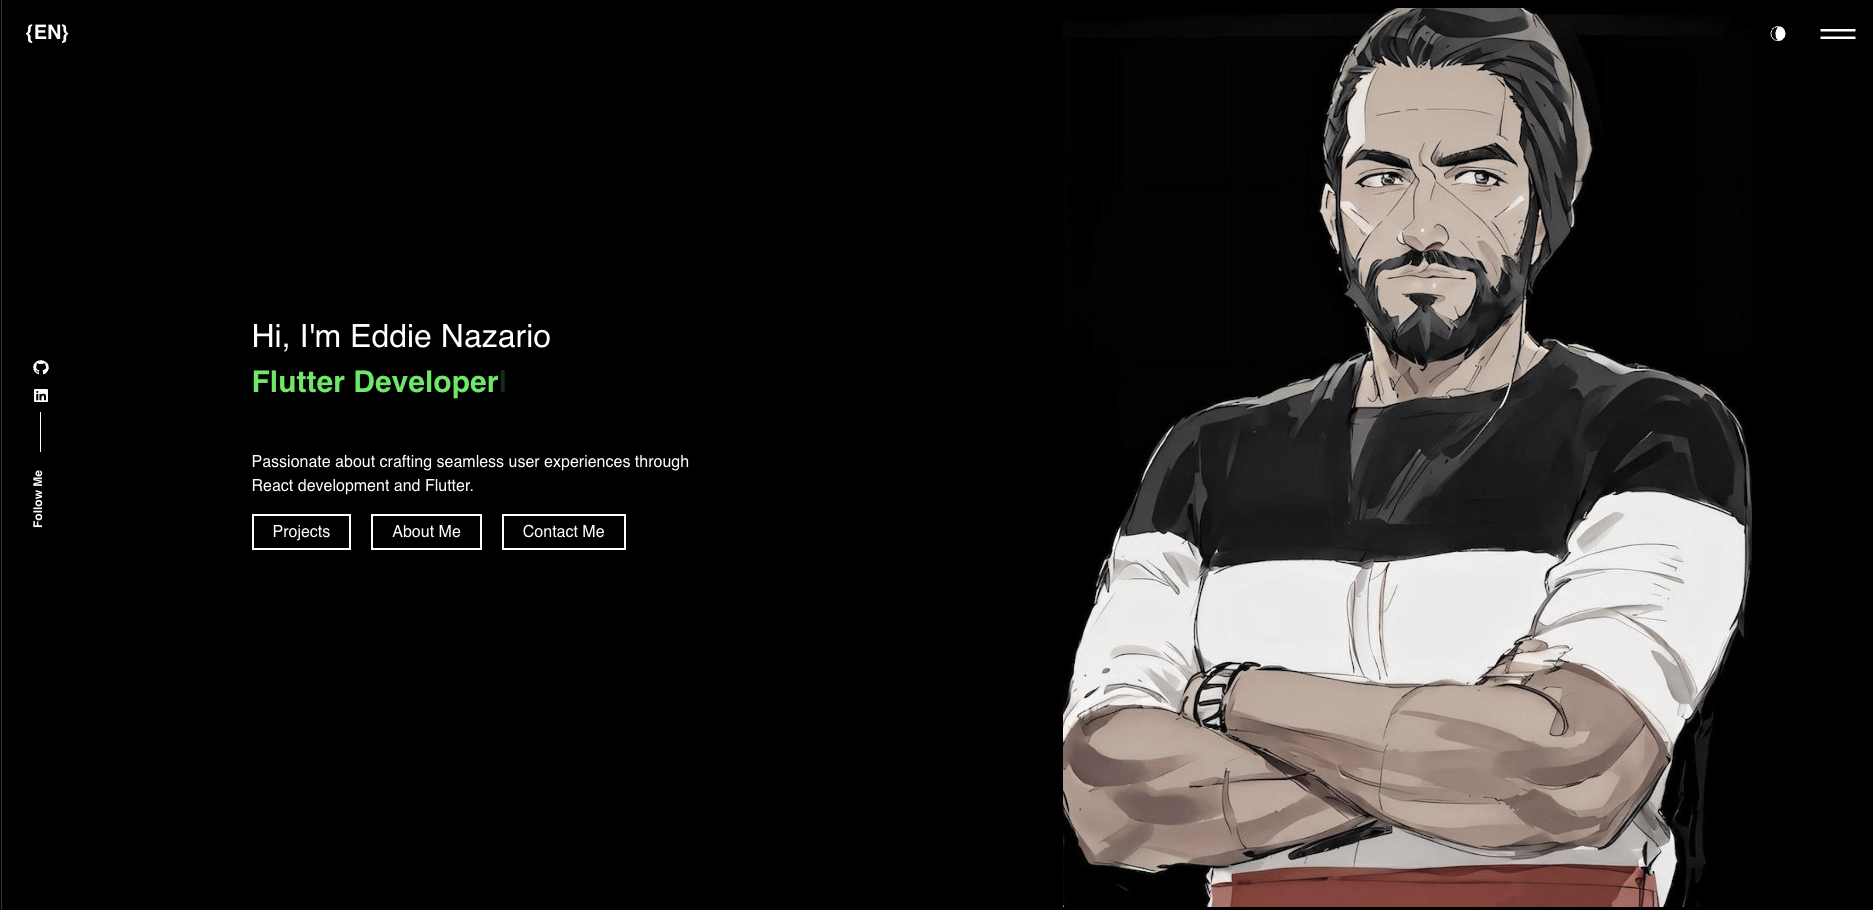 {EN}
Hi, I'm Eddie Nazario
Flutter Developer
Passionate about crafting seamless user experiences through
React development and Flutter.
Projects
About Me
Contact Me
Follow Me